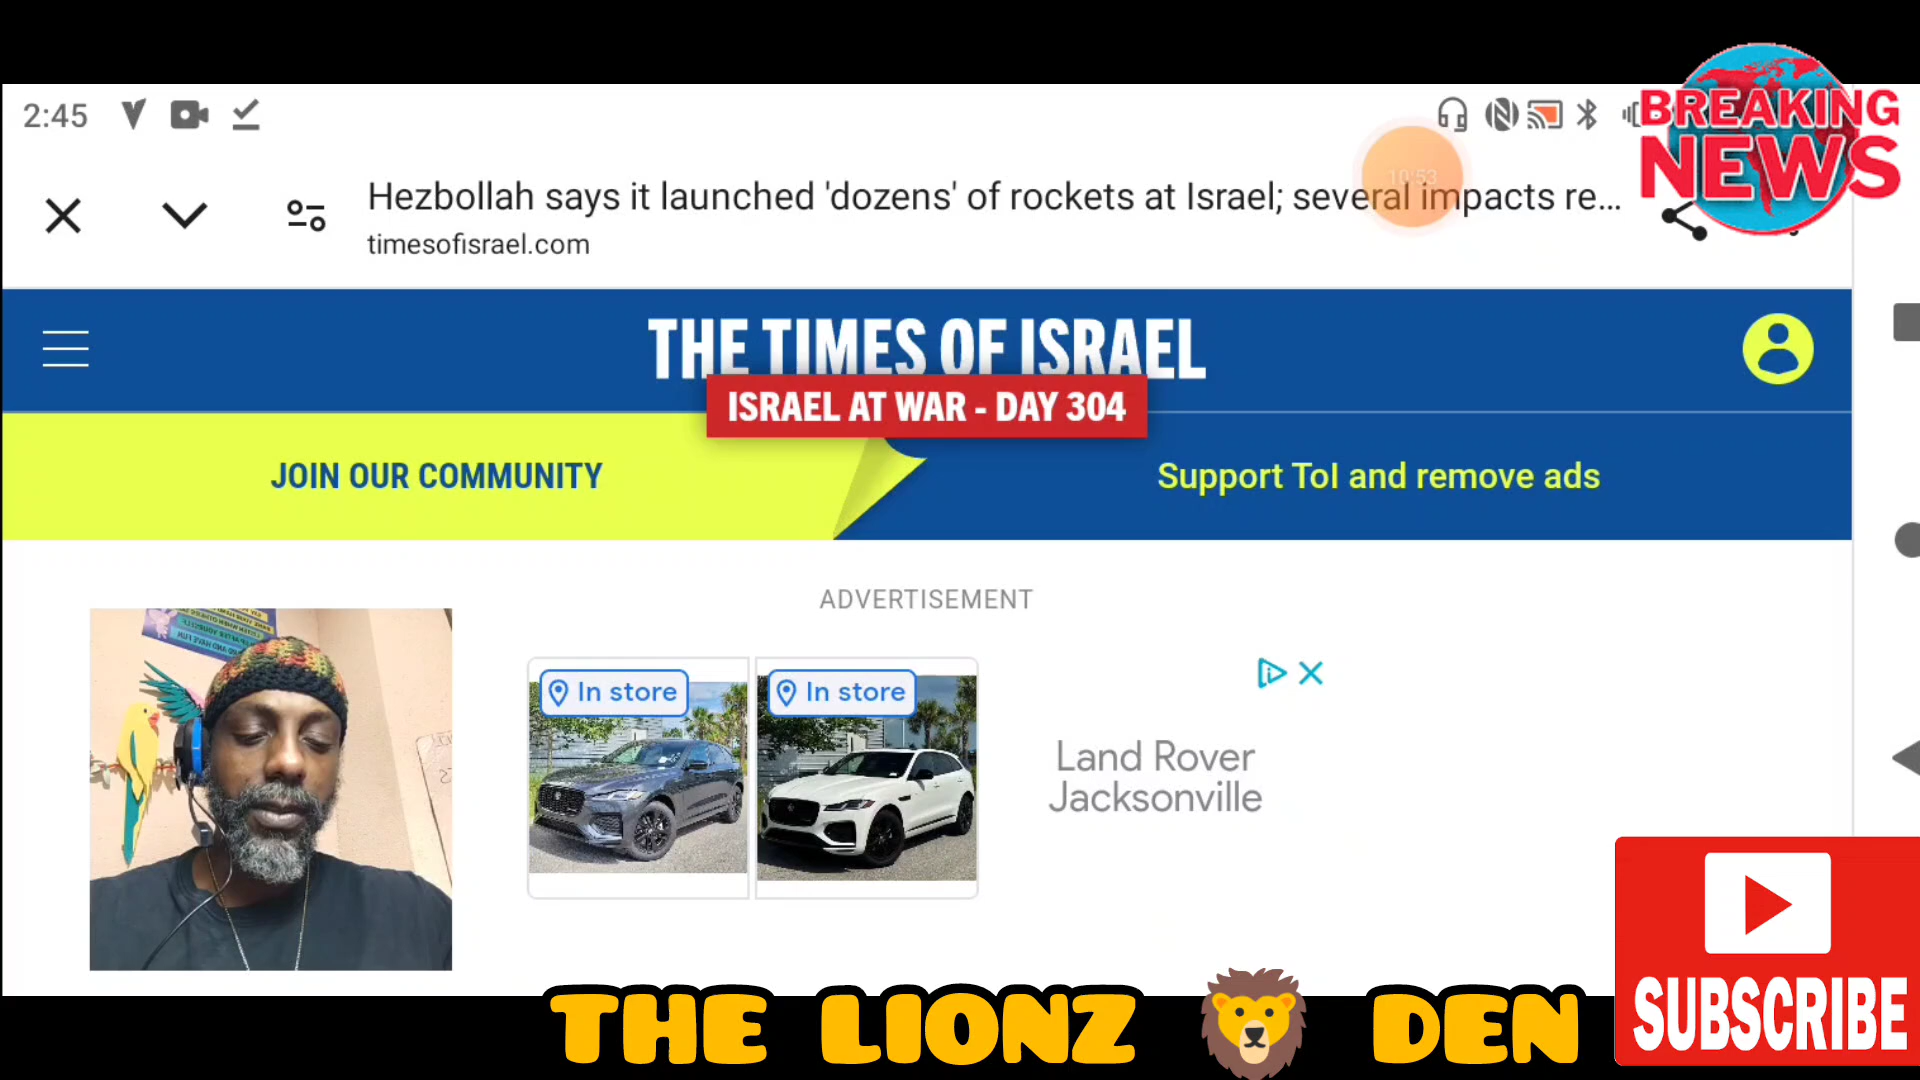 2:45
BREAKING
NEWS
10:53
Hezbollah says it launched 'dozens' of rockets at Israel; several impacts re...
timesofisrael.com
THE TIMES OF ISRAEL
ISRAEL AT WAR - DAY 304
JOIN OUR COMMUNITY
Support ToI and remove ads
ADVERTISEMENT
In store
In store
Land Rover
Jacksonville
THE LIONZ DEN
SUBSCRIBE